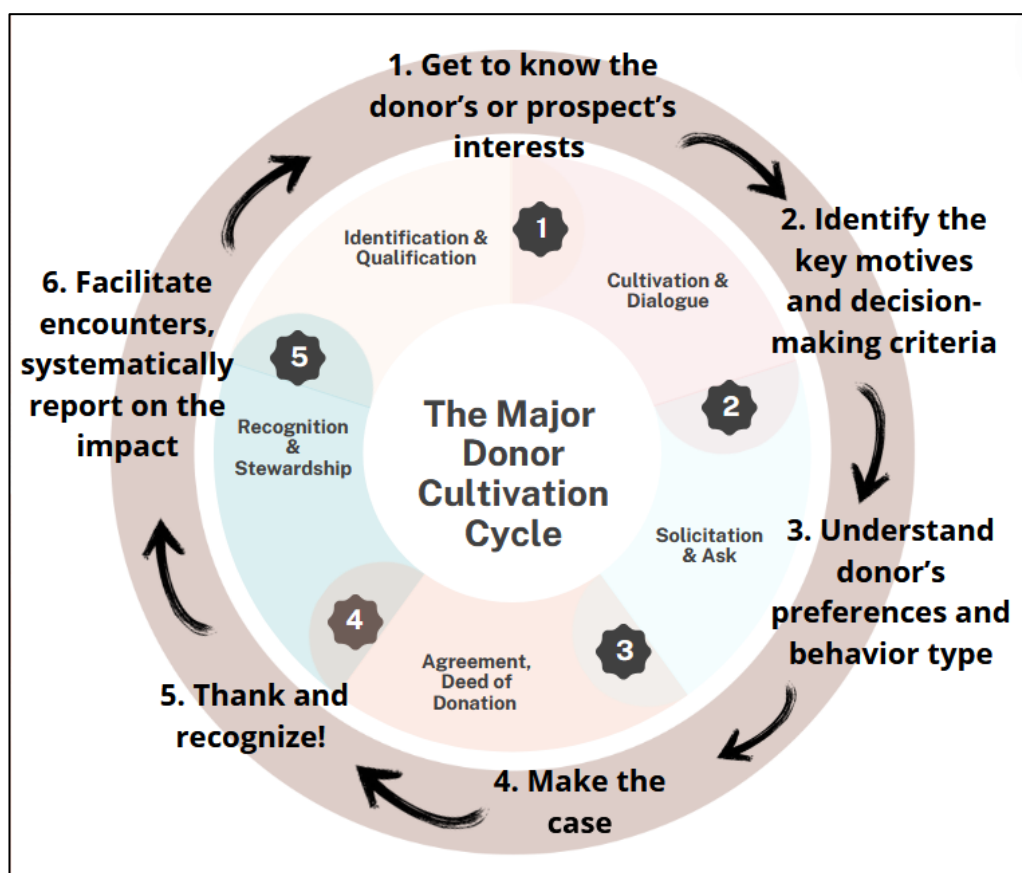 1. Get to know the
donor's or prospect's
interests
2. Identify the
key motives
and decision-
making criteria
3. Understand
donor's
preferences and
behavior type
4. Make the
case
5. Thank and
recognize!
6. Facilitate
encounters,
systematically
report on the
impact
The Major
Donor
Cultivation
Cycle
Identification &
Qualification
1
Cultivation &
Dialogue
2
Solicitation
& Ask
3
Agreement,
Deed of
Donation
4
Recognition
&
Stewardship
5